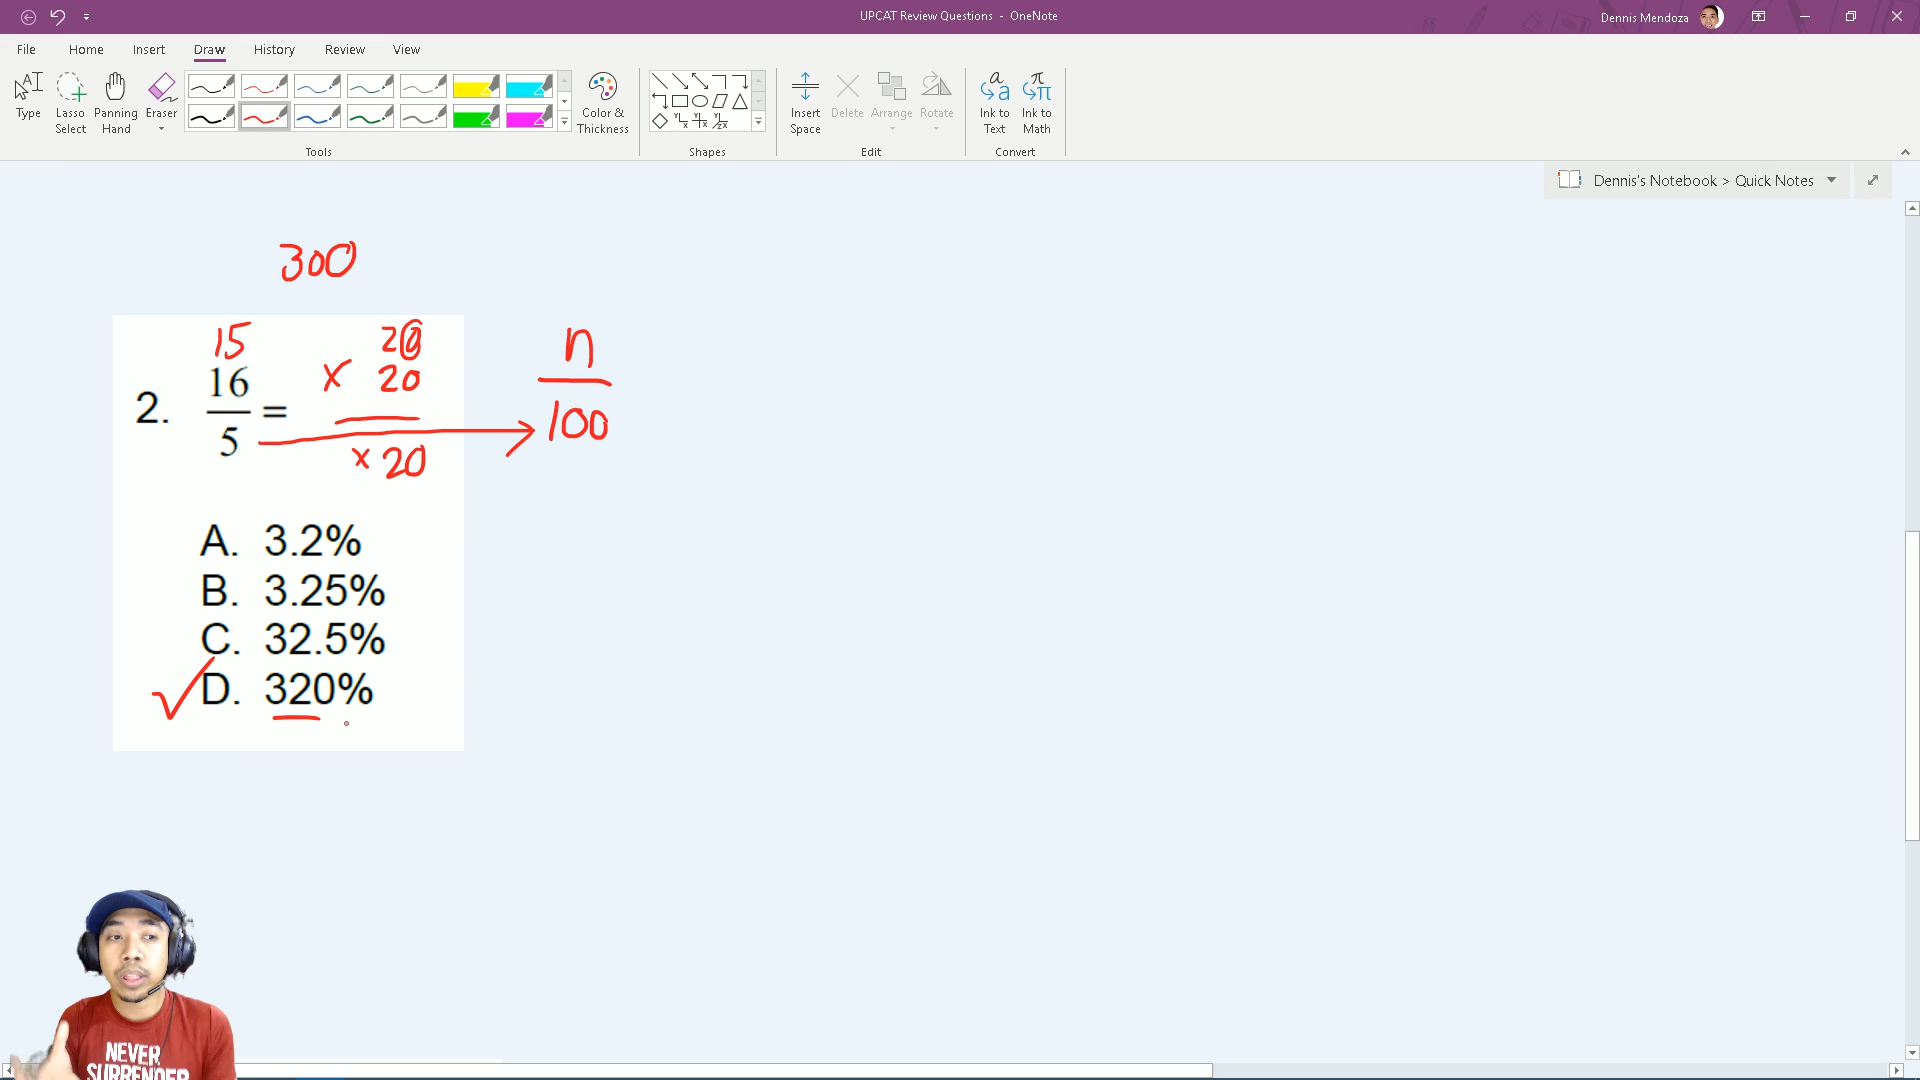 UPCAT Review Questions - OneNote
Dennis Mendoza
File Home Insert Draw History Review View
Type
Lasso Select
Panning Hand
Eraser
Color & Thickness
Insert Space
Delete
Arrange
Rotate
Ink to Text
Ink to Math
Tools
Shapes
Edit
Convert
Dennis's Notebook > Quick Notes
300
15
20
x 20
x 20
n
100
2. 16
5
=
A. 3.2%
B. 3.25%
C. 32.5%
D. 320%
NEVER
SURRENDER